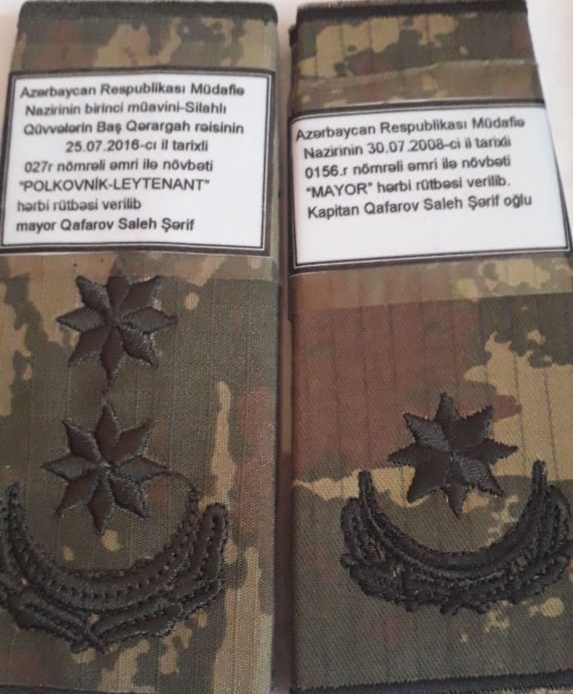 Azərbaycan Respublikası Müdafiə
Nazirinin birinci müavini-Silahlı
Qüvvələrin Baş Qərargah rəisinin
25.07.2016-cı il tarixli
027r nömrəli əmri ilə növbəti
"POLKOVNİK-LEYTENANT"
hərbi rütbəsi verilib
mayor Qafarov Saleh Şərif
Azərbaycan Respublikası Müdafiə
Nazirinin 30.07.2008-ci il tarixli
0156.r nömrəli əmri ilə növbəti
"MAYOR" hərbi rütbəsi verilib.
Kapitan Qafarov Saleh Şərif oğlu